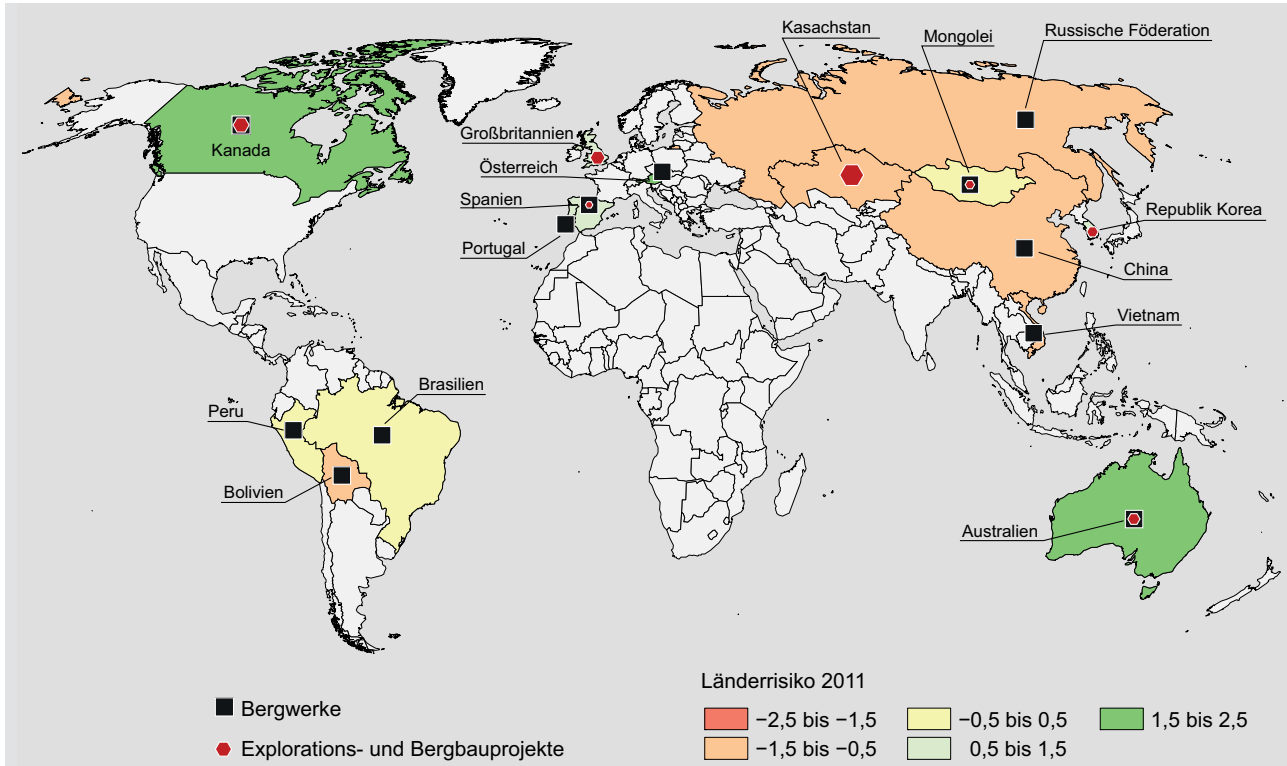 Kasachstan
Mongolei
Russische Föderation
Großbritannien
Kanada
Österreich
Spanien
Republik Korea
Portugal
China
Vietnam
Brasilien
Peru
Bolivien
Australien
Länderrisiko 2011
Bergwerke
−2,5 bis −1,5
−0,5 bis 0,5
1,5 bis 2,5
Explorations- und Bergbauprojekte
−1,5 bis −0,5
0,5 bis 1,5